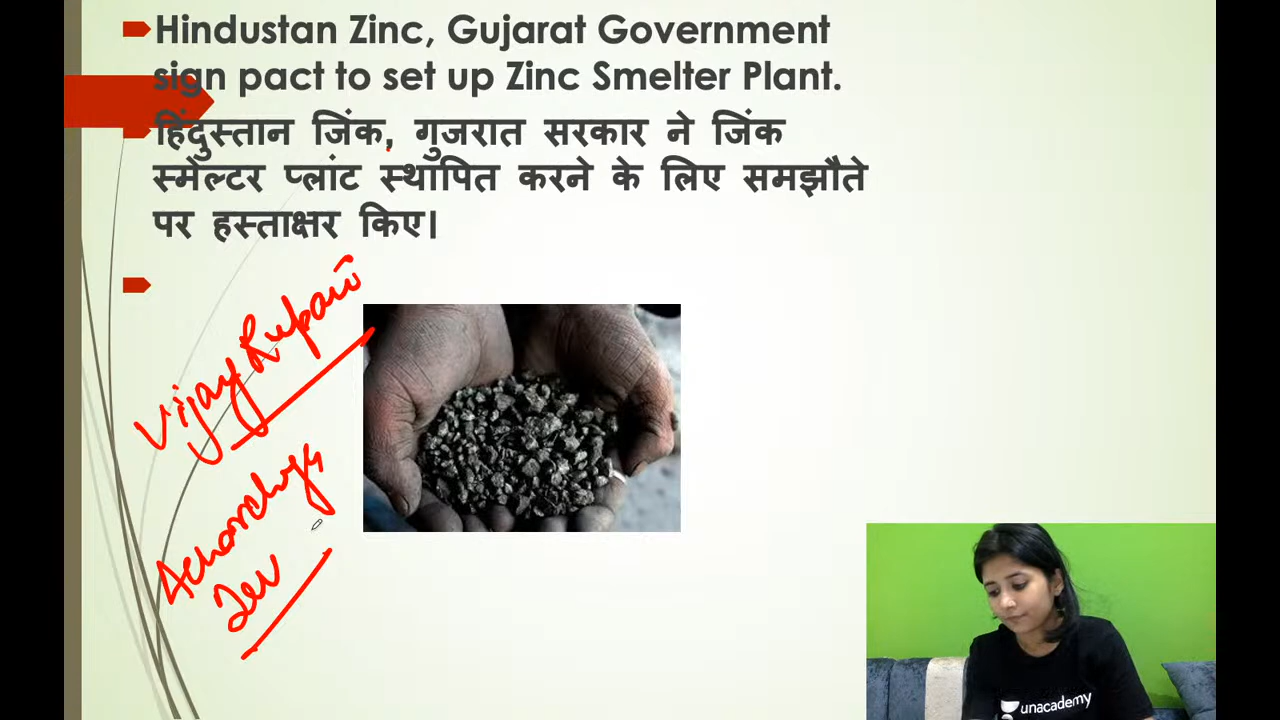 Hindustan Zinc, Gujarat Government
sign pact to set up Zinc Smelter Plant.
हिंदुस्तान जिंक, गुजरात सरकार ने जिंक
स्मेल्टर प्लांट स्थापित करने के लिए समझौते
पर हस्ताक्षर किए।
Vijay Rupani
Dev
unacademy